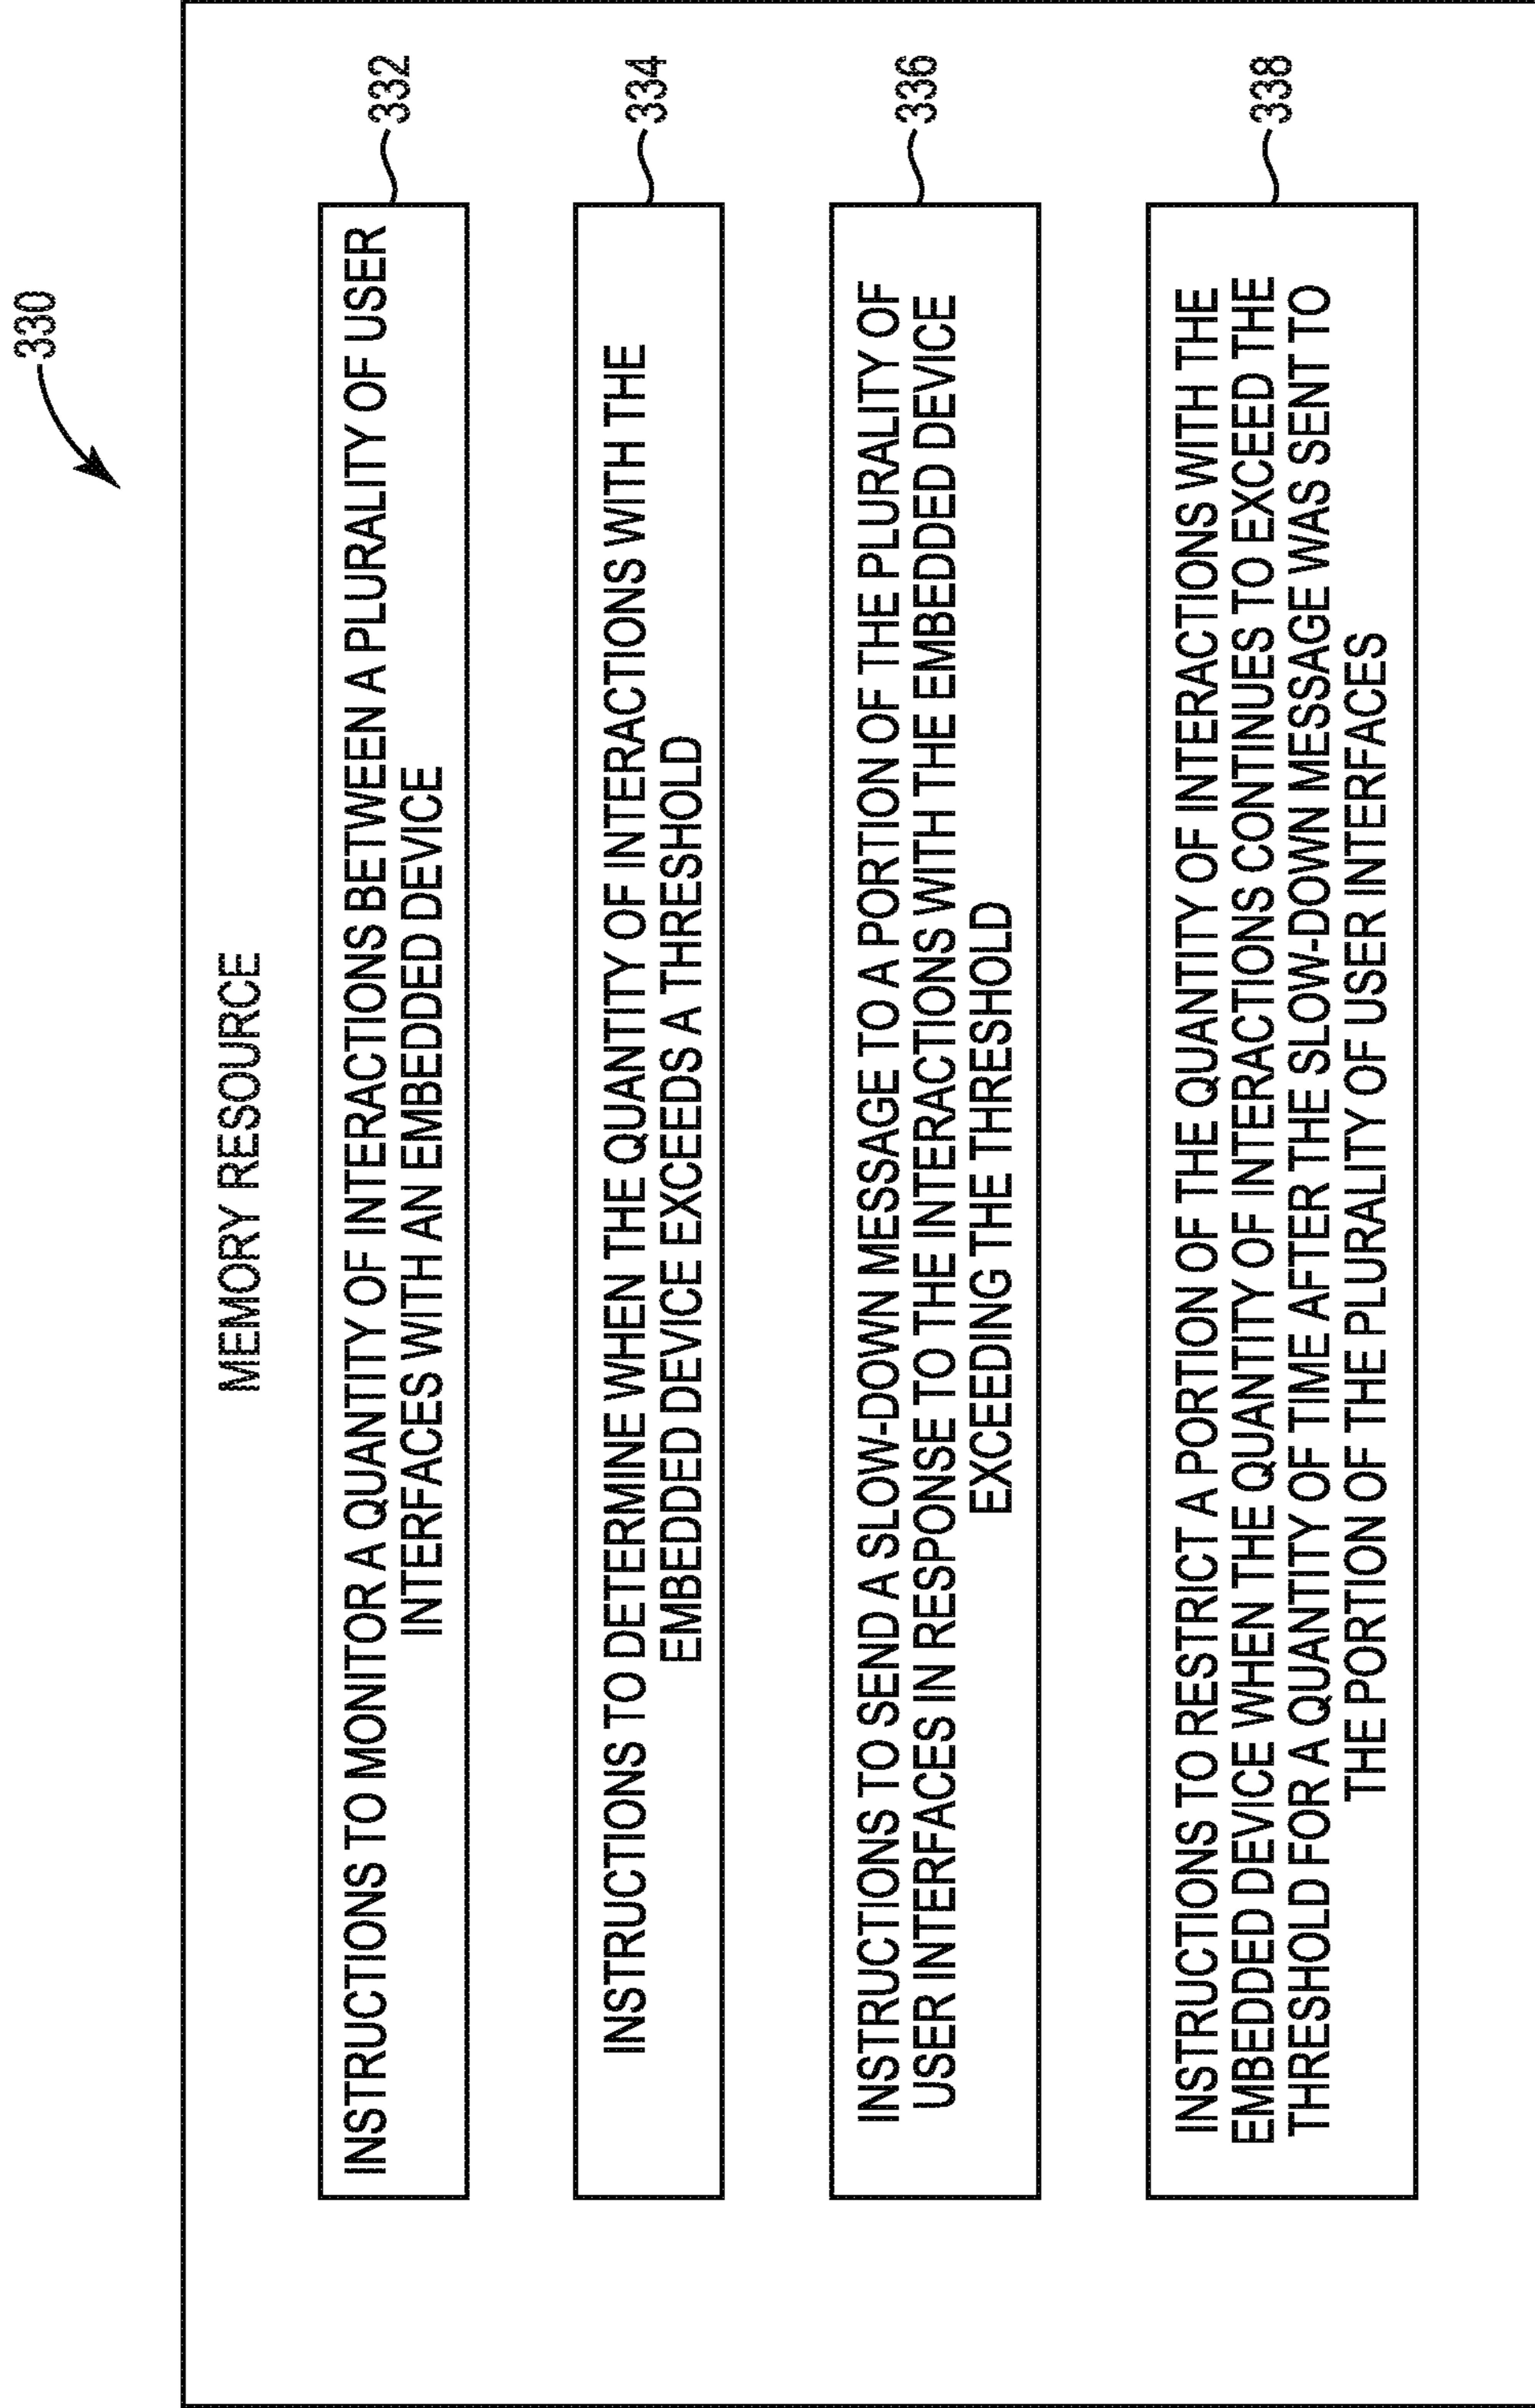 330
MEMORY RESOURCE
INSTRUCTIONS TO MONITOR A QUANTITY OF INTERACTIONS BETWEEN A PLURALITY OF USER
INTERFACES WITH AN EMBEDDED DEVICE
332
INSTRUCTIONS TO DETERMINE WHEN THE QUANTITY OF INTERACTIONS WITH THE
EMBEDDED DEVICE EXCEEDS A THRESHOLD
334
INSTRUCTIONS TO SEND A SLOW-DOWN MESSAGE TO A PORTION OF THE PLURALITY OF
USER INTERFACES IN RESPONSE TO THE INTERACTIONS WITH THE EMBEDDED DEVICE
EXCEEDING THE THRESHOLD
336
INSTRUCTIONS TO RESTRICT A PORTION OF THE QUANTITY OF INTERACTIONS WITH THE
EMBEDDED DEVICE WHEN THE QUANTITY OF INTERACTIONS CONTINUES TO EXCEED THE
THRESHOLD FOR A QUANTITY OF TIME AFTER THE SLOW-DOWN MESSAGE WAS SENT TO
THE PORTION OF THE PLURALITY OF USER INTERFACES
338